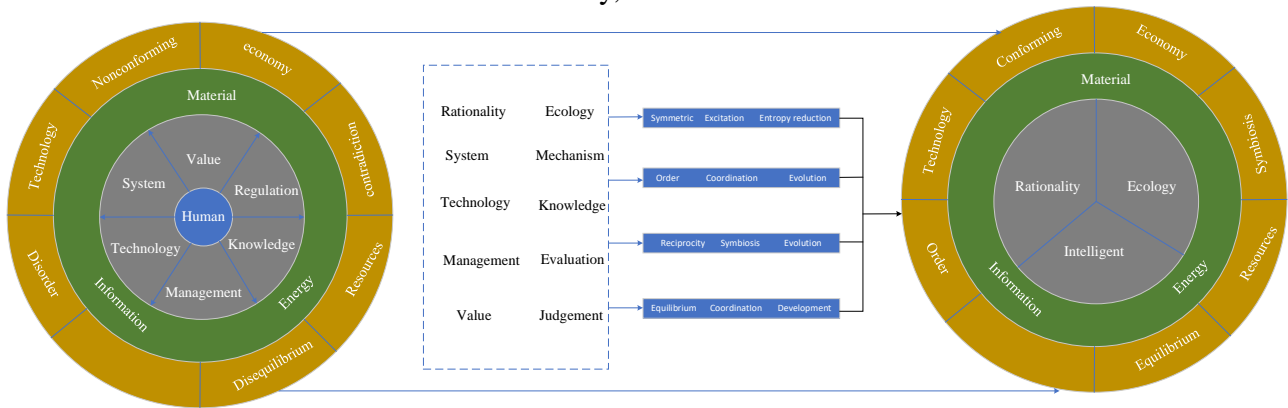 Nonconforming
economy
Technology
contradiction
Disorder
Resources
Disequilibrium
Material
Information
Energy
Value
System
Regulation
Human
Technology
Knowledge
Management
Rationality Ecology
System Mechanism
Technology Knowledge
Management Evaluation
Value Judgement
Symmetric Excitation Entropy reduction
Order Coordination Evolution
Reciprocity Symbiosis Evolution
Equilibrium Coordination Development
Conforming
Economy
Technology
Symbiosis
Order
Resources
Equilibrium
Material
Information
Energy
Rationality
Ecology
Intelligent